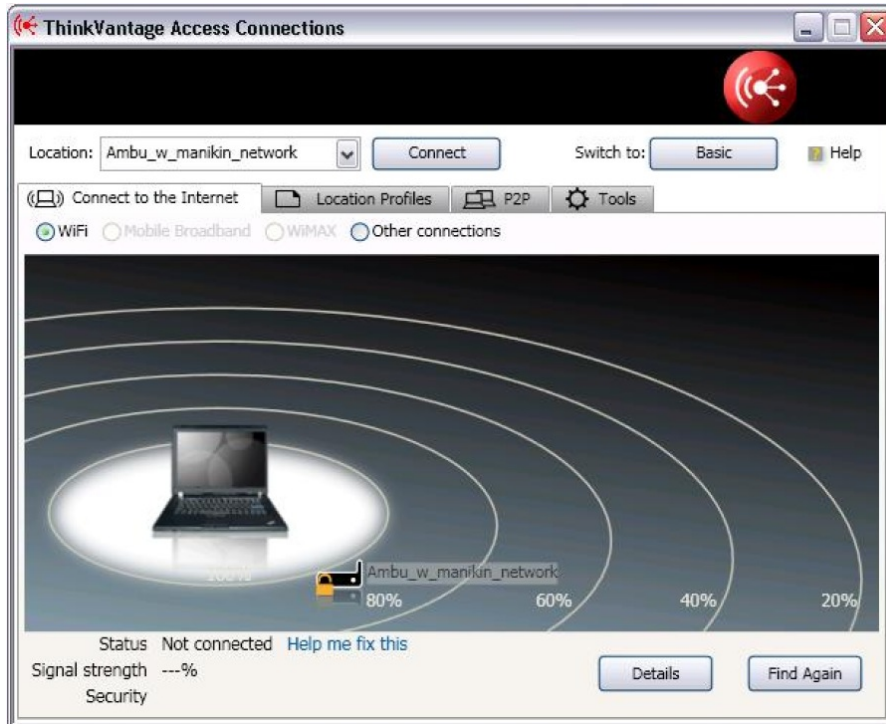 ThinkVantage Access Connections
Location: Ambu_w_manikin_network Connect Switch to: Basic Help
Connect to the Internet Location Profiles P2P Tools
WiFi Mobile Broadband WiMAX Other connections
100%
Ambu_w_manikin_network
80% 60% 40% 20%
Status Not connected Help me fix this
Signal strength ---%
Details Find Again
Security